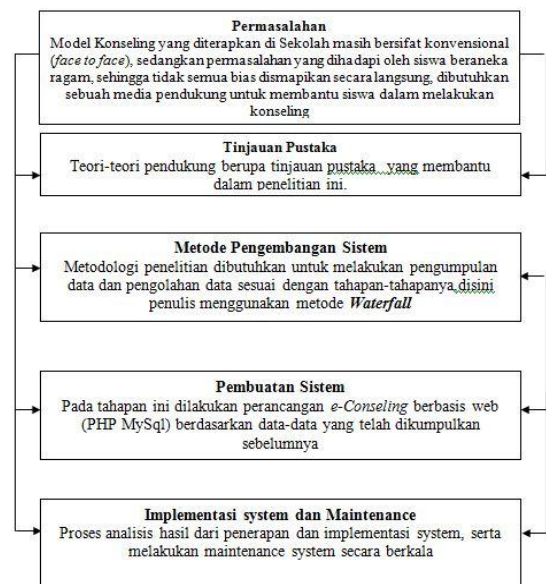 Permasalahan
Model Konseling yang diterapkan di Sekolah masih bersifat konvensional
(face to face), sedangkan permasalahan yang dihadapi oleh siswa beraneka
ragam, sehingga tidak semua bias dismapikan secara langsung, dibutuhkan
sebuah media pendukung untuk membantu siswa dalam melakukan
konseling
Tinjauan Pustaka
Teori-teori pendukung berupa tinjauan pustaka yang membantu
dalam penelitian ini.
Metode Pengembangan Sistem
Metodologi penelitian dibutuhkan untuk melakukan pengumpulan
data dan pengolahan data sesuai dengan tahapan-tahapanya,disini
penulis menggunakan metode Waterfall
Pembuatan Sistem
Pada tahapan ini dilakukan perancangan e-Conseling berbasis web
(PHP MySql) berdasarkan data-data yang telah dikumpulkan
sebelumnya
Implementasi system dan Maintenance
Proses analisis hasil dari penerapan dan implementasi system, serta
melakukan maintenance system secara berkala